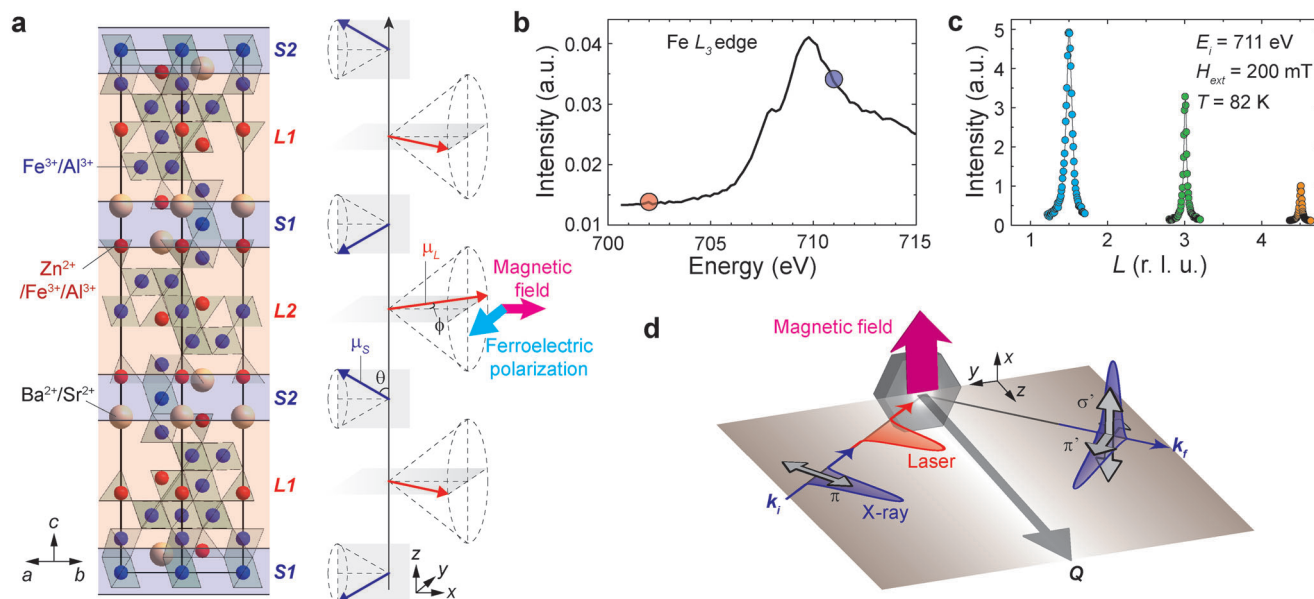 a
S2
L1
Fe³⁺/Al³⁺
S1
Zn²⁺
/Fe³⁺/Al³⁺
L2
Ba²⁺/Sr²⁺
S2
L1
S1
c
a
b
μL
ϕ
Magnetic
field
Ferroelectric
polarization
μS
θ
z
y
x
b
Fe L₃ edge
Intensity (a.u.)
0.04
0.03
0.02
0.01
700
705
710
715
Energy (eV)
c
Eᵢ = 711 eV
Hext = 200 mT
T = 82 K
Intensity (a.u.)
5
4
3
2
1
0
1
2
3
4
L (r. l. u.)
d
Magnetic field
x
y
z
σ'
π'
kf
Laser
π
X-ray
kᵢ
Q